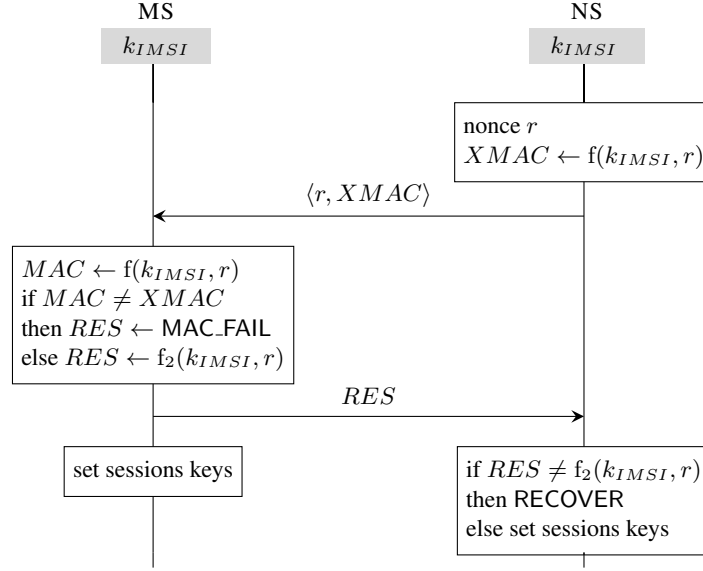 MS
NS
k_{IMSI}
k_{IMSI}
nonce r
XMAC ← f(k_{IMSI}, r)
⟨r, XMAC⟩
MAC ← f(k_{IMSI}, r)
if MAC ≠ XMAC
then RES ← MAC_FAIL
else RES ← f₂(k_{IMSI}, r)
RES
set sessions keys
if RES ≠ f₂(k_{IMSI}, r)
then RECOVER
else set sessions keys